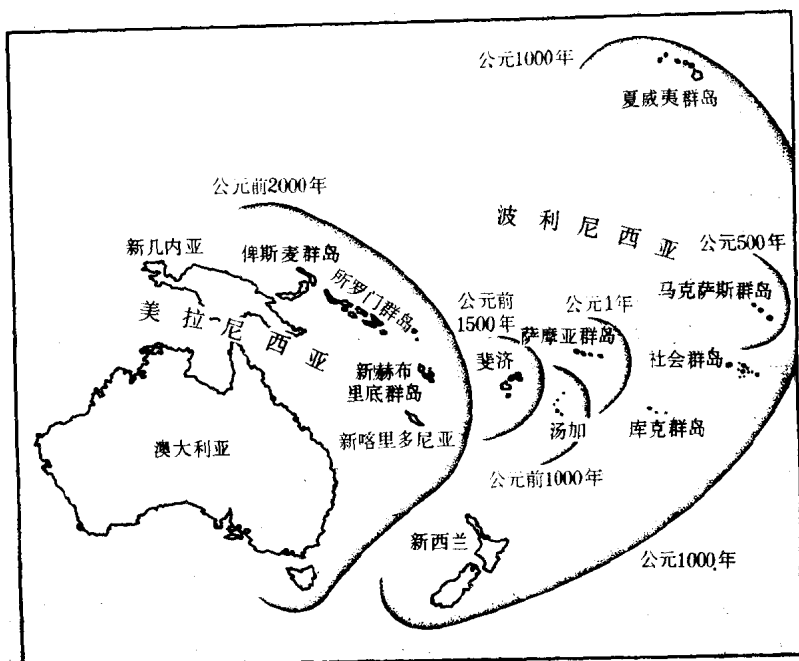 公元1000年
夏威夷群岛
公元前2000年
波利尼西亚
公元500年
新几内亚
俾斯麦群岛
所罗门群岛
马克萨斯群岛
美拉尼西亚
公元前
1500年
公元1年
萨摩亚群岛
斐济
社会群岛
新赫布
里底群岛
新喀里多尼亚
澳大利亚
汤加
库克群岛
公元前1000年
新西兰
公元1000年